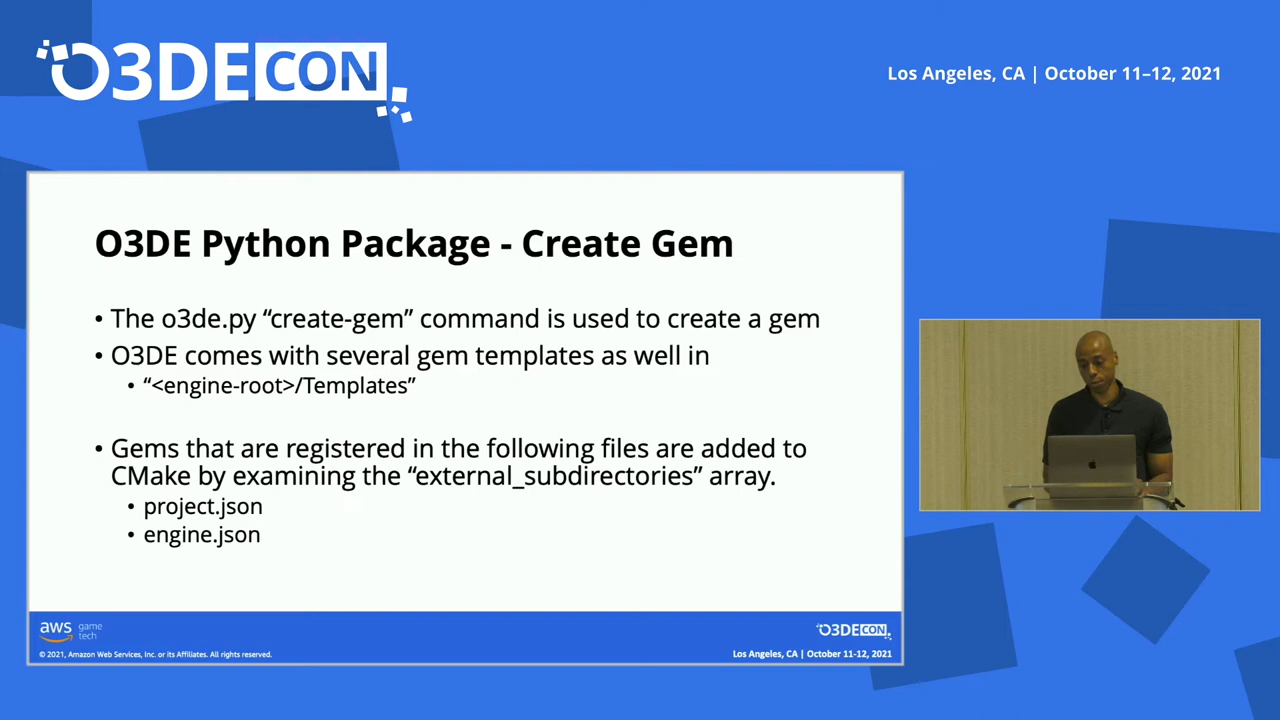 O3DECON
Los Angeles, CA | October 11–12, 2021
O3DE Python Package - Create Gem
• The o3de.py “create-gem” command is used to create a gem
• O3DE comes with several gem templates as well in
• “<engine-root>/Templates”
• Gems that are registered in the following files are added to
CMake by examining the “external_subdirectories” array.
• project.json
• engine.json
aws game
tech
O3DECON
© 2021, Amazon Web Services, Inc. or its Affiliates. All rights reserved.
Los Angeles, CA | October 11-12, 2021